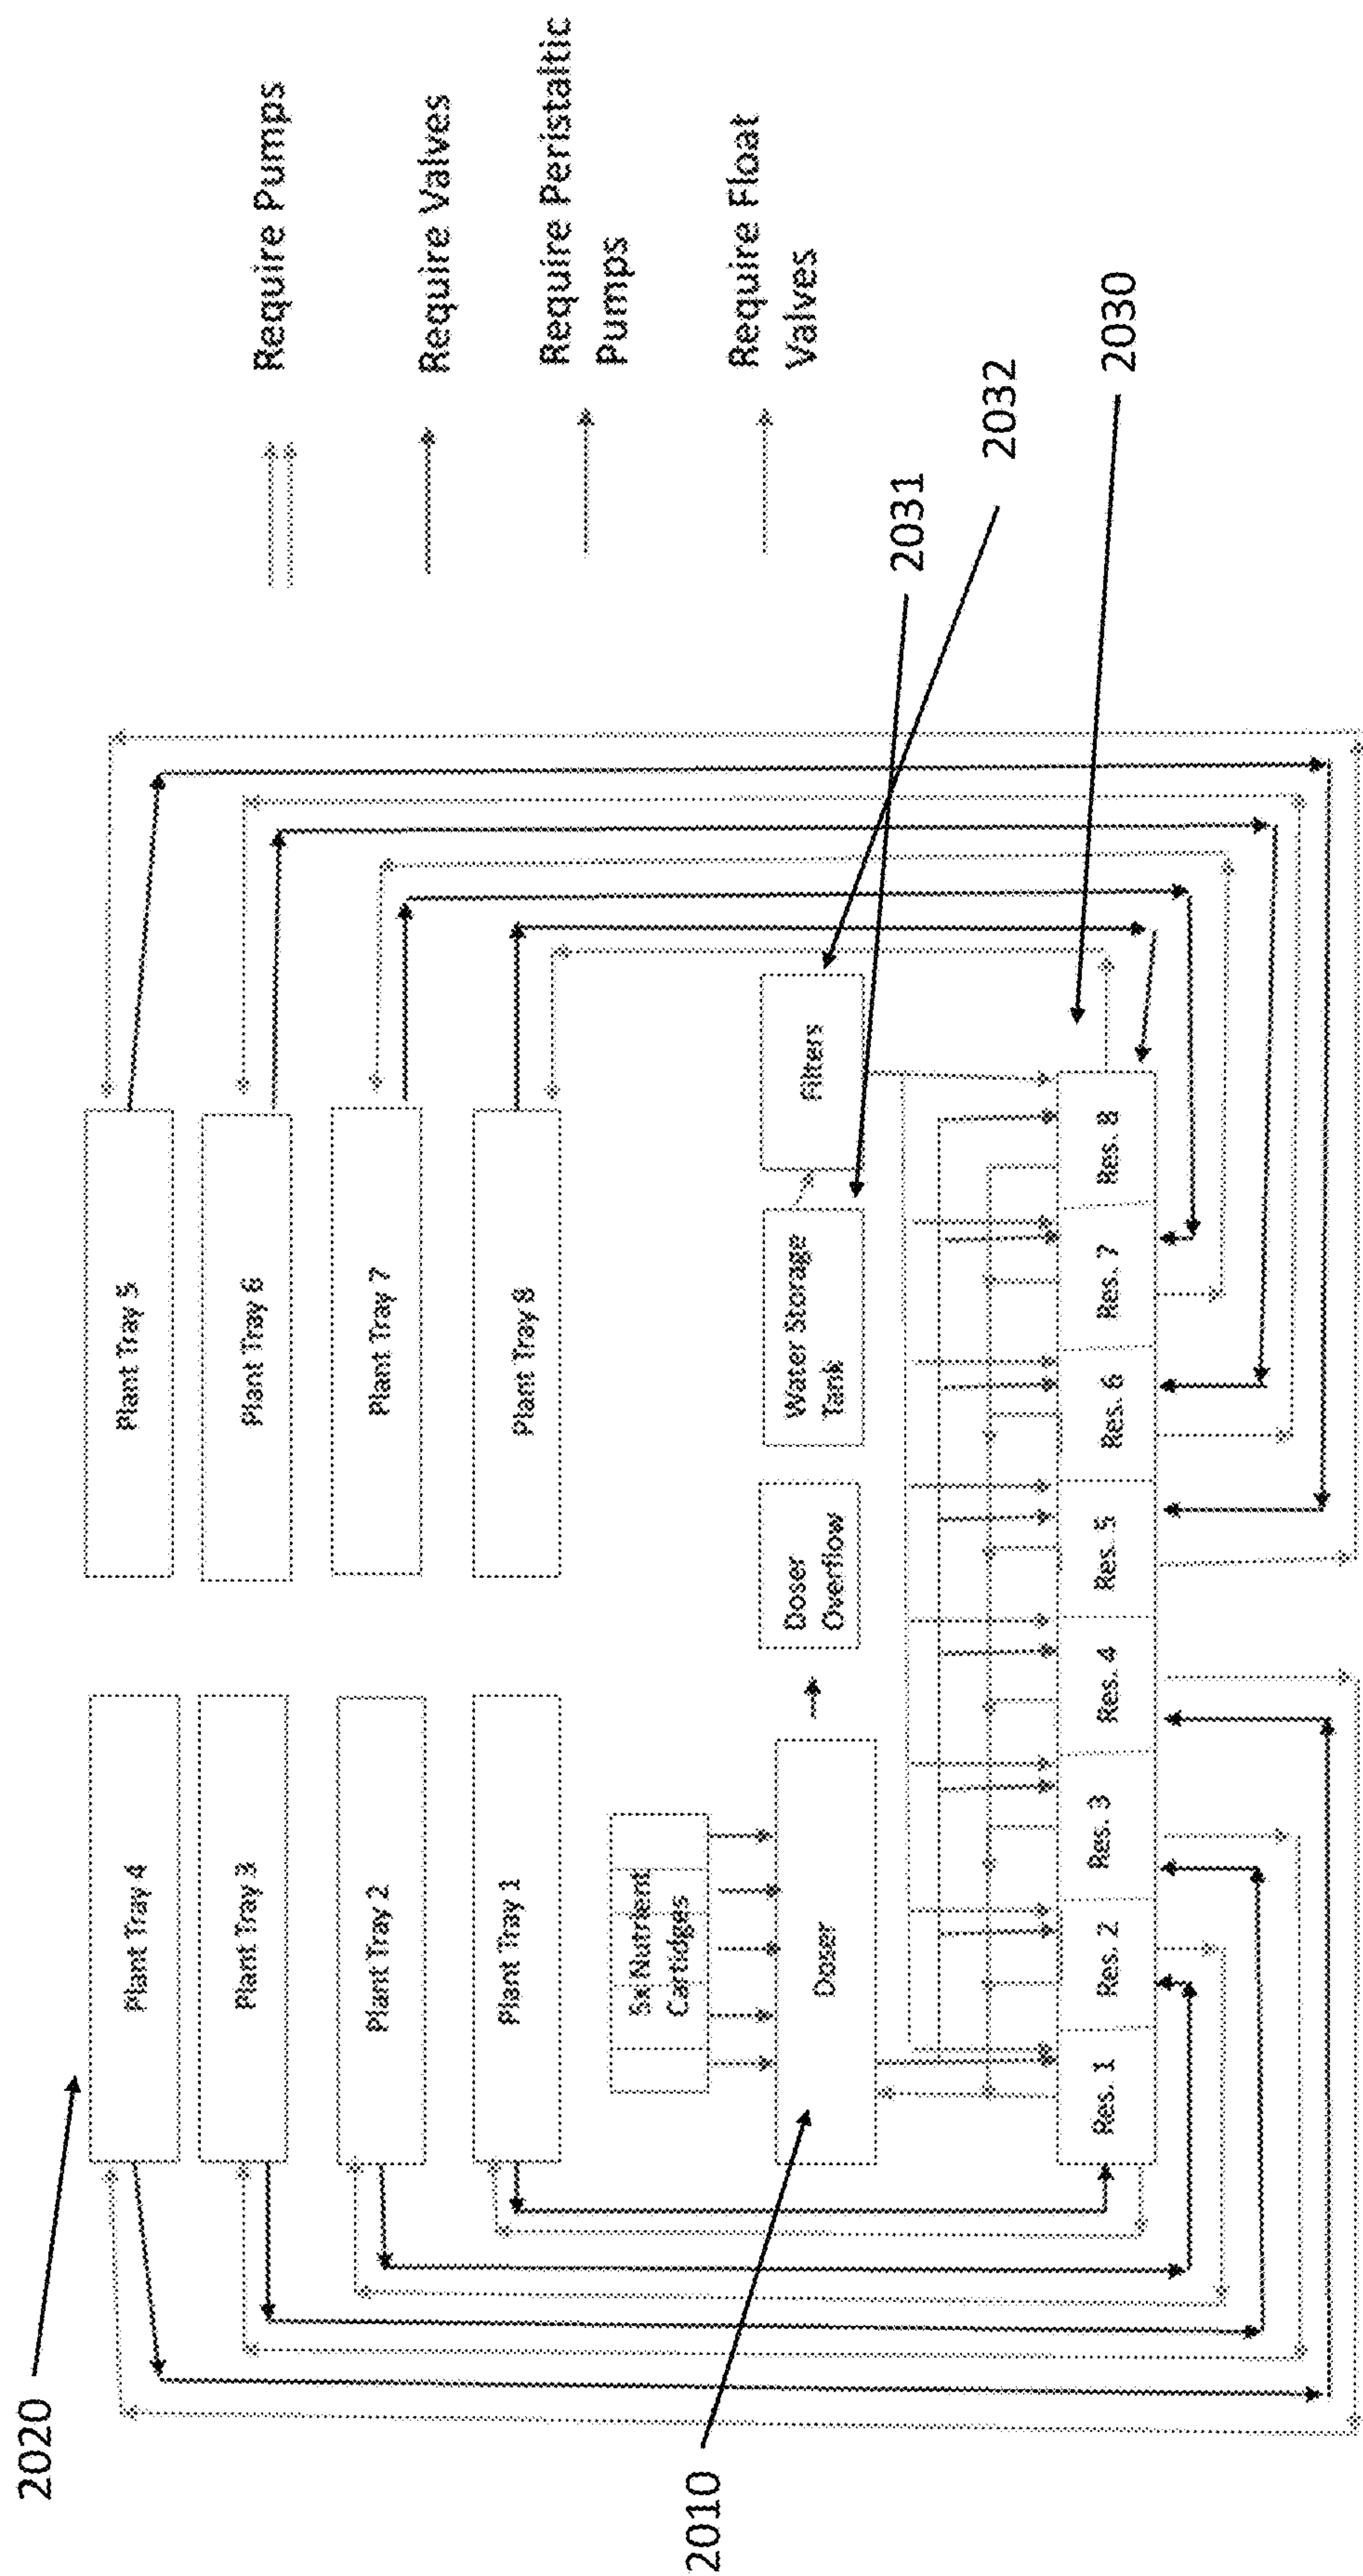 2020
Plant Tray 4
Plant Tray 5
Require Pumps
Plant Tray 3
Plant Tray 6
Require Valves
Plant Tray 2
Plant Tray 7
Require Peristaltic
Pumps
Plant Tray 1
Plant Tray 8
Require Float
Valves
5x Nutrient
Cartidges
2010
Doser
Doser
Overflow
Water Storage
Tank
Filters
2031
2032
Res. 1
Res. 2
Res. 3
Res. 4
Res. 5
Res. 6
Res. 7
Res. 8
2030